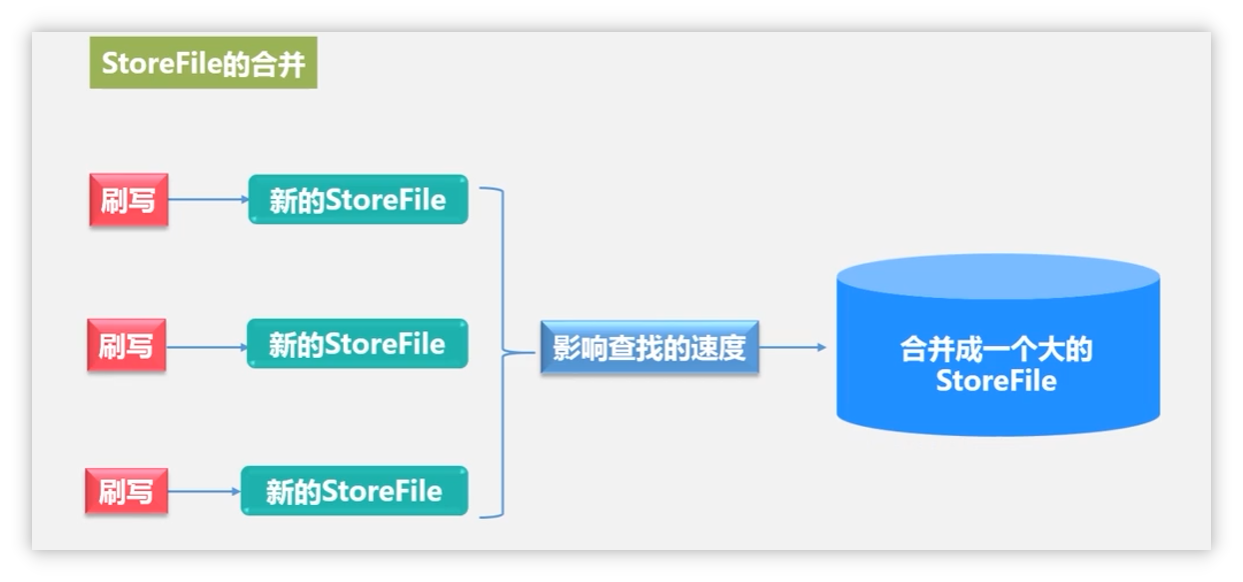 StoreFile的合并
刷写
新的StoreFile
刷写
新的StoreFile
影响查找的速度
合并成一个大的
StoreFile
刷写
新的StoreFile